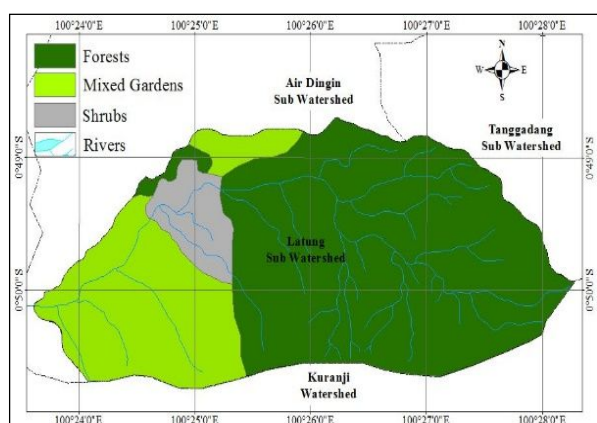 100°24'0"E 100°25'0"E 100°26'0"E 100°27'0"E 100°28'0"E
Forests
Mixed Gardens
Shrubs
Rivers
N
W E
S
Air Dingin
Sub Watershed
Tanggadang
Sub Watershed
0°49'0"S 0°49'0"S
Latung
Sub Watershed
0°50'0"S 0°50'0"S
Kuranji
Watershed
100°24'0"E 100°25'0"E 100°26'0"E 100°27'0"E 100°28'0"E